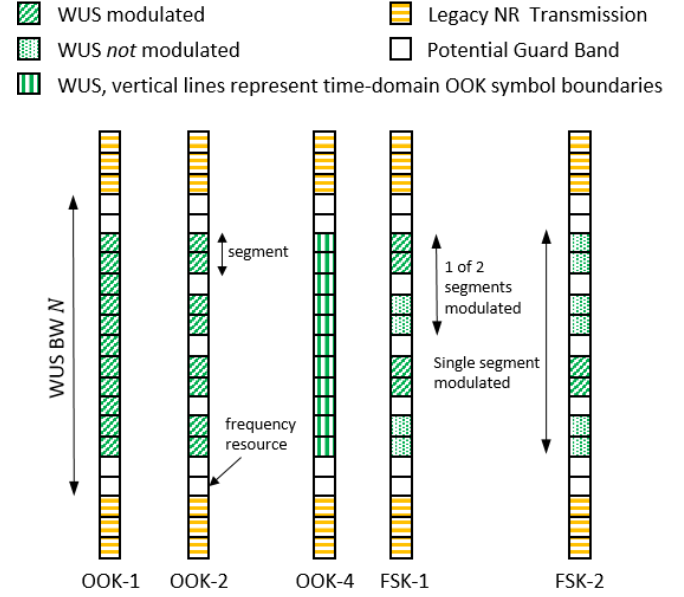 WUS modulated
Legacy NR Transmission
WUS not modulated
Potential Guard Band
WUS, vertical lines represent time-domain OOK symbol boundaries
segment
1 of 2
segments
modulated
WUS BW N
Single segment
modulated
frequency
resource
OOK-1 OOK-2 OOK-4 FSK-1 FSK-2